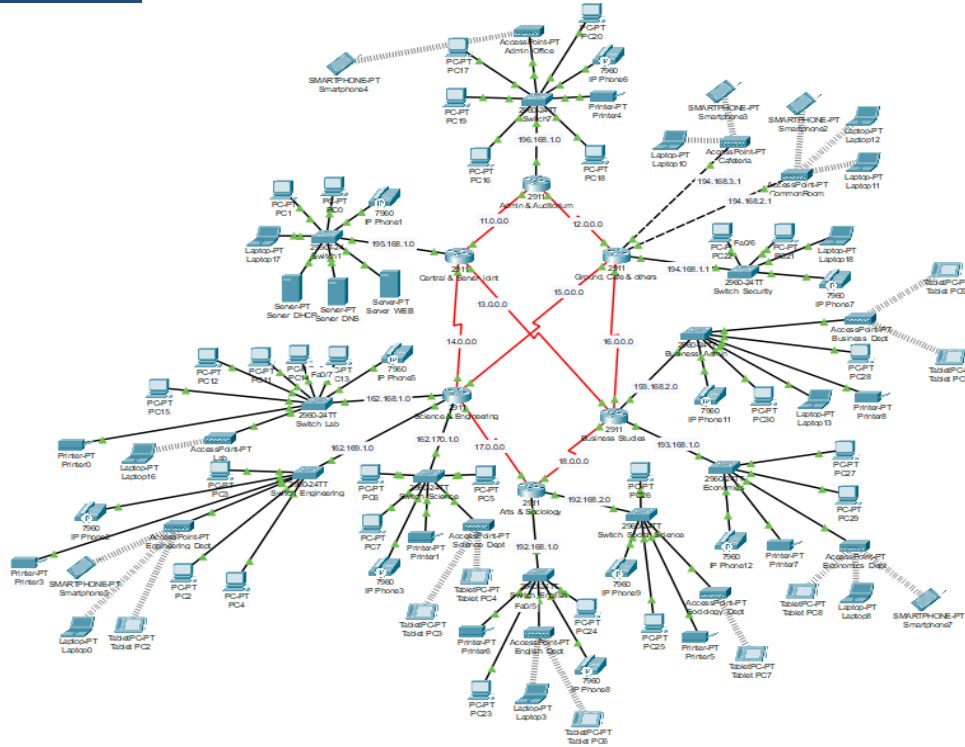 PC-PT
PC20
AccessPoint-PT
Admin Office
PC-PT
PC17
7960
IP Phone6
SMARTPHONE-PT
Smartphone4
PC-PT
PC19
2960-24TT
Switch7
Printer-PT
Printer4
PC-PT
PC16
196.168.1.0
PC-PT
PC18
2911
Admin & Auditorium
SMARTPHONE-PT
Smartphone3
SMARTPHONE-PT
Smartphone2
Laptop-PT
Laptop12
Laptop-PT
Laptop10
AccessPoint-PT
Cafeteria
AccessPoint-PT
CommonRoom
Laptop-PT
Laptop11
194.168.3.1
194.168.2.1
11.0.0.0
12.0.0.0
PC-PT
PC1
PC-PT
PC0
7960
IP Phone1
Laptop-PT
Laptop17
Switch1
195.168.1.0
2911
Central & Server joint
2911
Ground, Cafe & others
194.168.1.1
Fa0/6
Laptop-PT
Laptop18
2960-24TT
Switch Security
7960
IP Phone7
Server-PT
Server DHCP
Server-PT
Server DNS
Server-PT
Server WEB
13.0.0.0
15.0.0.0
14.0.0.0
16.0.0.0
AccessPoint-PT
Business Dept
2960-24TT
Business Admin
PC-PT
PC28
193.168.2.0
7960
IP Phone11
PC-PT
PC30
Laptop-PT
Laptop13
Printer-PT
Printer8
PC-PT
PC12
Fa0/7
7960
IP Phone5
PC-PT
PC15
2960-24TT
Switch Lab
162.168.1.0
2911
Science & Engineering
2911
Business Studies
Printer-PT
Printer0
AccessPoint-PT
Lab
Laptop-PT
Laptop16
162.169.1.0
162.170.1.0
17.0.0.0
18.0.0.0
193.168.1.0
PC-PT
PC3
2960-24TT
Switch Engineering
7960
IP Phone2
AccessPoint-PT
Engineering Dept
Printer-PT
Printer3
SMARTPHONE-PT
PC-PT
PC2
PC-PT
PC4
Laptop-PT
Laptop0
TabletPC-PT
Tablet PC2
PC-PT
PC6
2960-24TT
Switch Science
PC-PT
PC5
PC-PT
PC7
Printer-PT
Printer1
AccessPoint-PT
Science Dept
7960
IP Phone3
TabletPC-PT
Tablet PC4
TabletPC-PT
Tablet PC3
2911
Arts & Sociology
192.168.2.0
192.168.1.0
PC26
2960-24TT
Switch Social Science
7960
IP Phone9
PC-PT
PC25
Printer-PT
Printer5
AccessPoint-PT
Sociology Dept
TabletPC-PT
Tablet PC7
Fa0/5
Printer-PT
Printer6
AccessPoint-PT
English Dept
PC-PT
PC24
PC-PT
PC23
7960
IP Phone8
Laptop-PT
Laptop3
TabletPC-PT
2960-24TT
Economics
PC-PT
PC27
PC-PT
PC29
7960
IP Phone12
Printer-PT
Printer7
AccessPoint-PT
Economics Dept
TabletPC-PT
Tablet PC8
Laptop-PT
Laptop8
SMARTPHONE-PT
Smartphone7